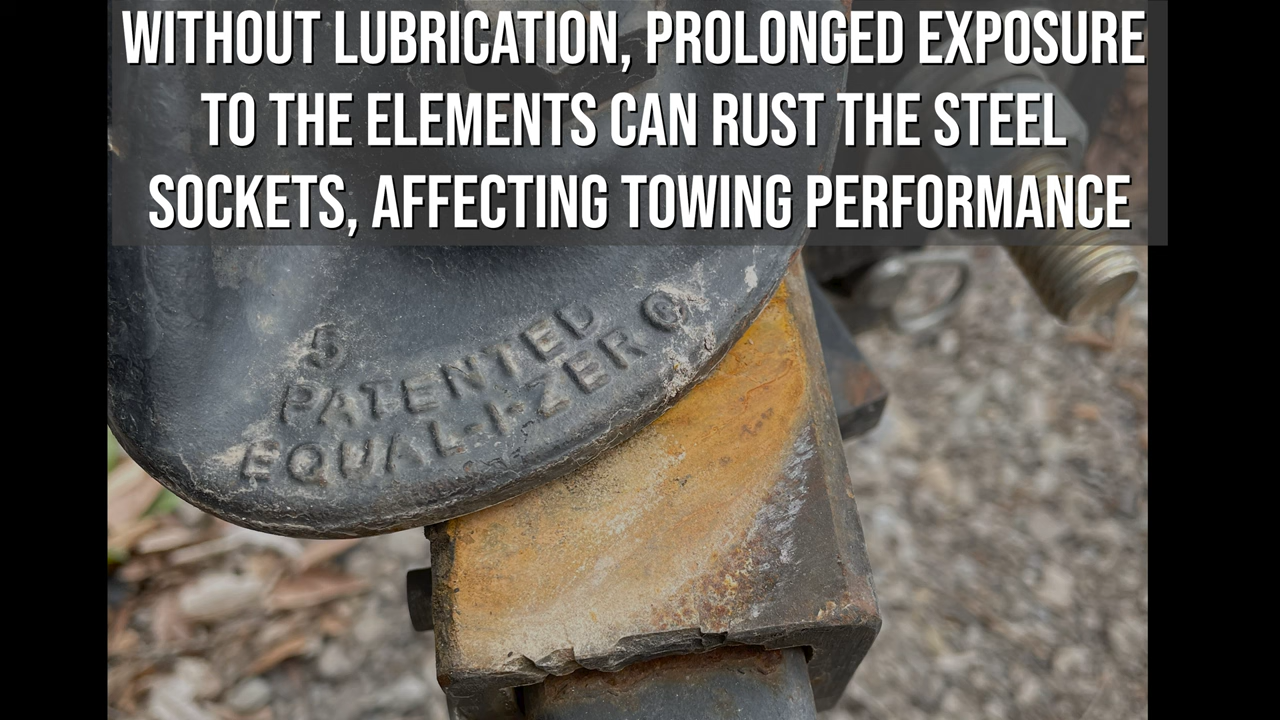 WITHOUT LUBRICATION, PROLONGED EXPOSURE
TO THE ELEMENTS CAN RUST THE STEEL
SOCKETS, AFFECTING TOWING PERFORMANCE
5
PATENTED
EQUAL-I-ZER ©